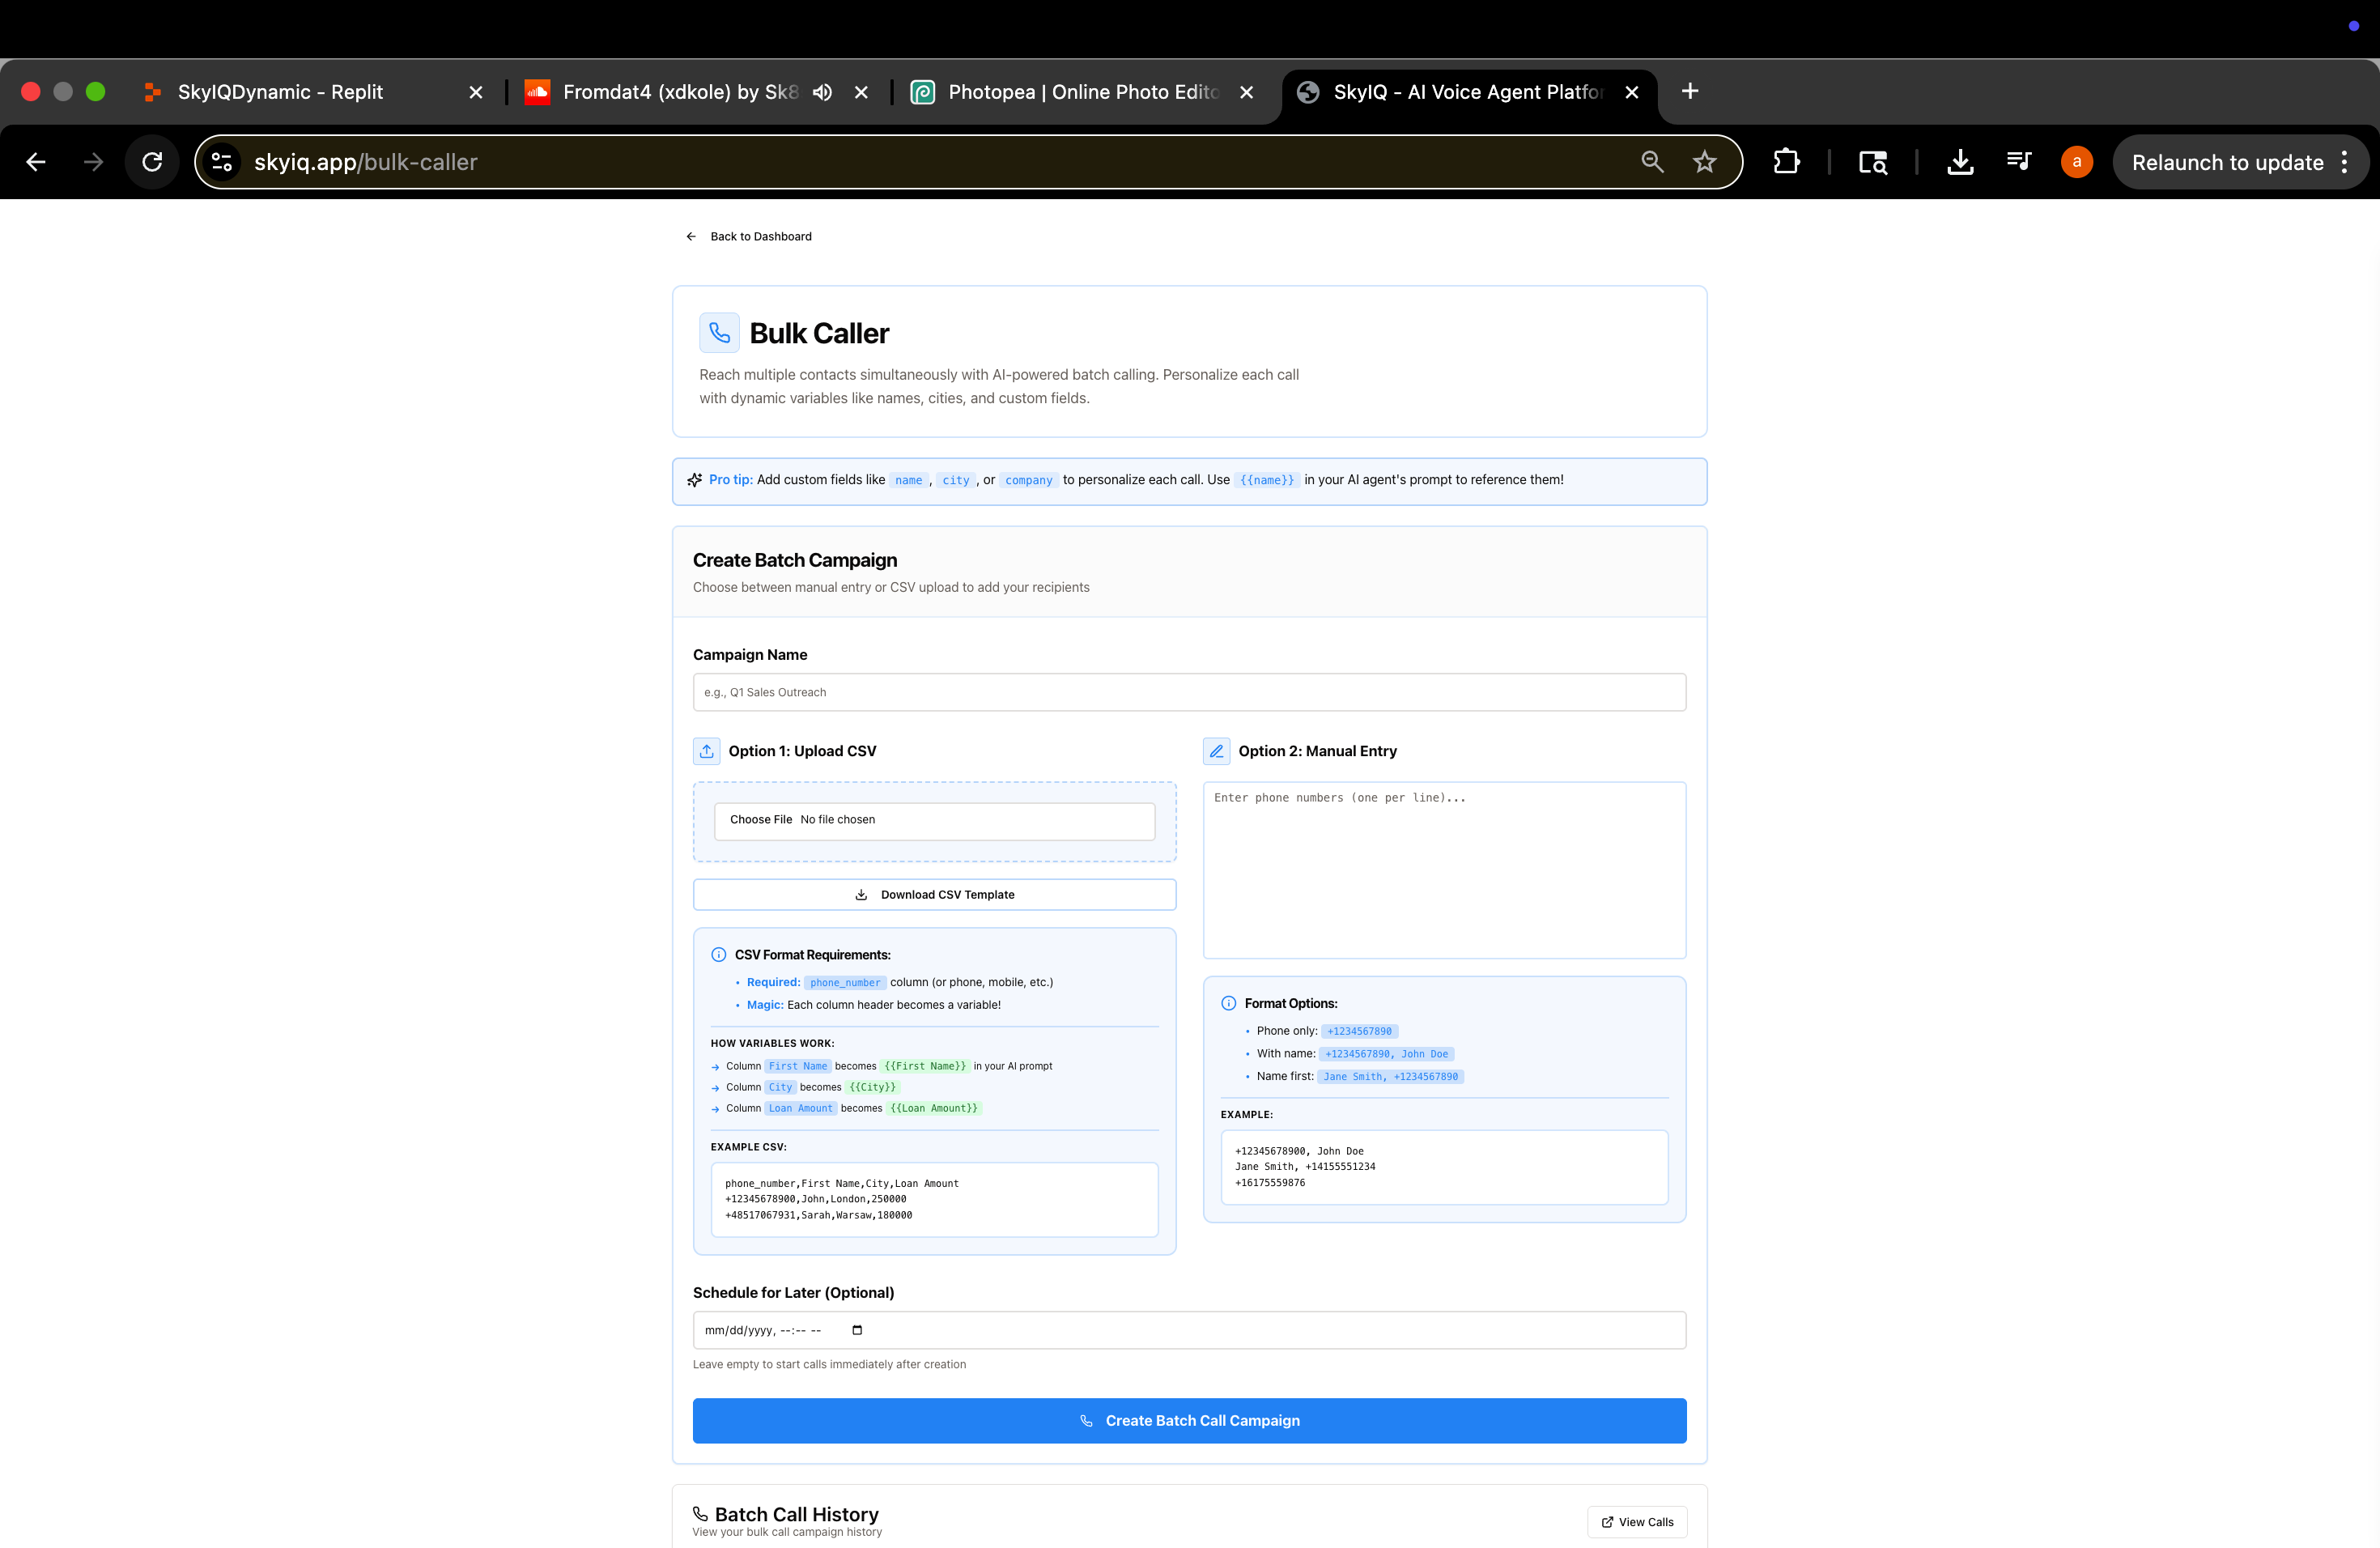 SkyIQDynamic - Replit
Fromdat4 (xdkole) by Sk8
Photopea | Online Photo Edito
SkyIQ - AI Voice Agent Platfor
skyiq.app/bulk-caller
a
Relaunch to update
Back to Dashboard
Bulk Caller
Reach multiple contacts simultaneously with AI-powered batch calling. Personalize each call
with dynamic variables like names, cities, and custom fields.
Pro tip: Add custom fields like name, city, or company to personalize each call. Use {{name}} in your AI agent's prompt to reference them!
Create Batch Campaign
Choose between manual entry or CSV upload to add your recipients
Campaign Name
e.g., Q1 Sales Outreach
Option 1: Upload CSV
Choose File No file chosen
Download CSV Template
CSV Format Requirements:
• Required: phone_number column (or phone, mobile, etc.)
• Magic: Each column header becomes a variable!
HOW VARIABLES WORK:
→ Column First Name becomes {{First Name}} in your AI prompt
→ Column City becomes {{City}}
→ Column Loan Amount becomes {{Loan Amount}}
EXAMPLE CSV:
phone_number,First Name,City,Loan Amount
+12345678900,John,London,250000
+48517067931,Sarah,Warsaw,180000
Option 2: Manual Entry
Enter phone numbers (one per line)...
Format Options:
• Phone only: +1234567890
• With name: +1234567890, John Doe
• Name first: Jane Smith, +1234567890
EXAMPLE:
+12345678900, John Doe
Jane Smith, +14155551234
+16175559876
Schedule for Later (Optional)
mm/dd/yyyy, --:-- --
Leave empty to start calls immediately after creation
Create Batch Call Campaign
Batch Call History
View your bulk call campaign history
View Calls